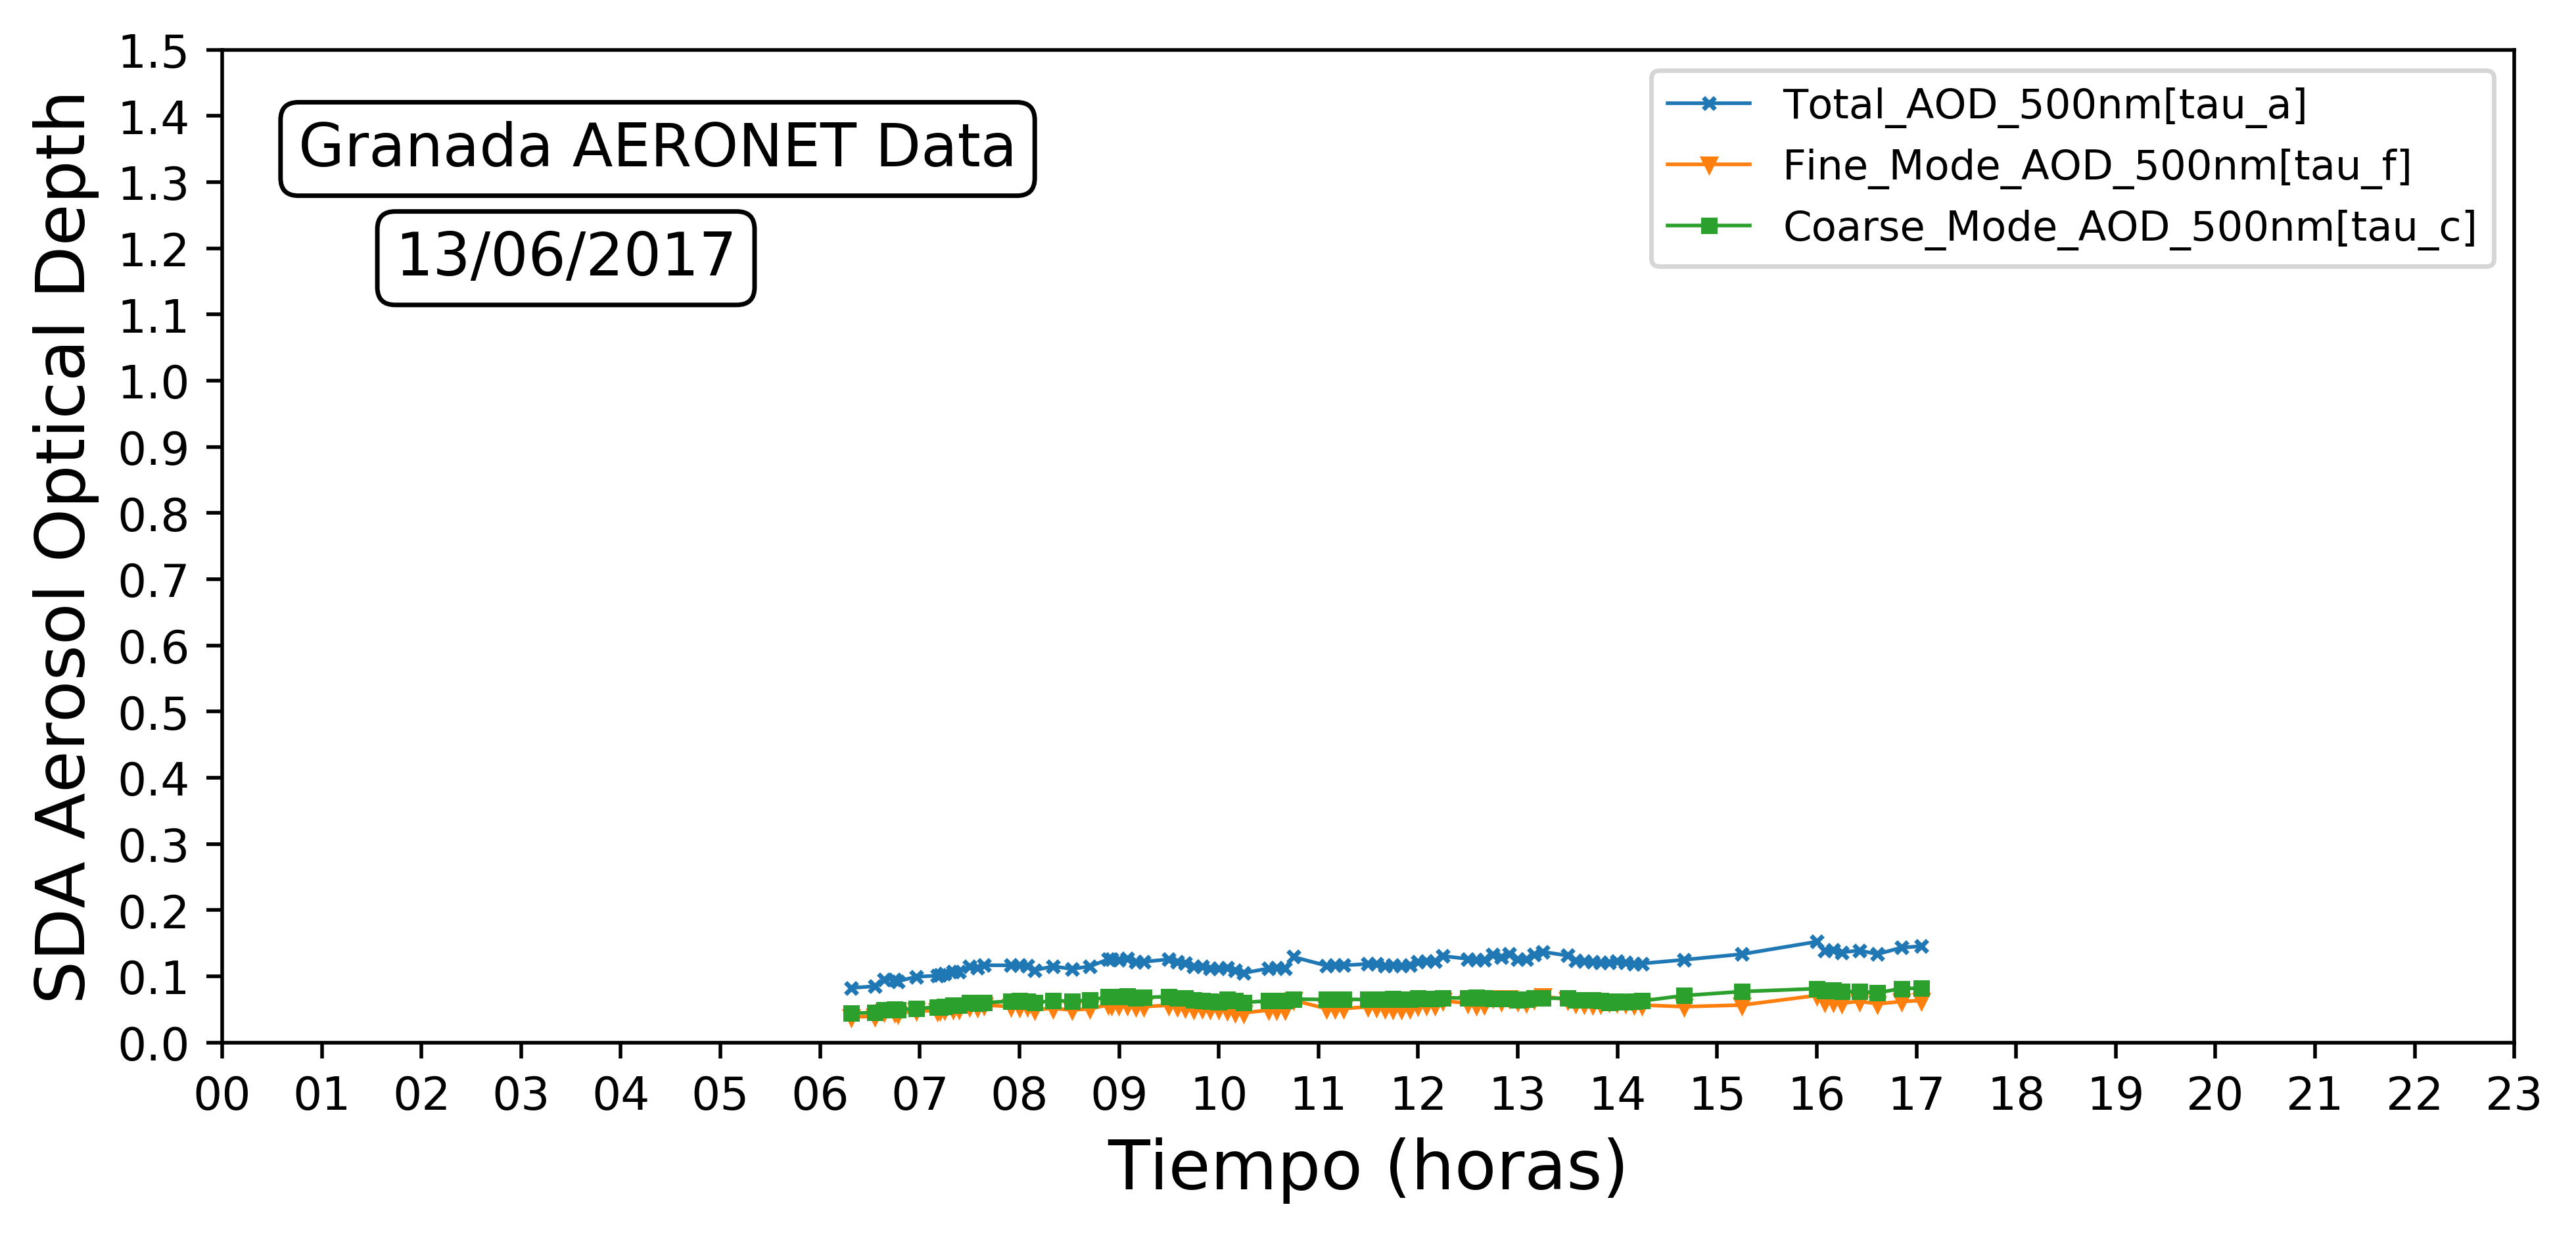 SDA Aerosol Optical Depth
1.5
1.4
1.3
1.2
1.1
1.0
0.9
0.8
0.7
0.6
0.5
0.4
0.3
0.2
0.1
0.0
Granada AERONET Data
13/06/2017
Total_AOD_500nm[tau_a]
Fine_Mode_AOD_500nm[tau_f]
Coarse_Mode_AOD_500nm[tau_c]
00 01 02 03 04 05 06 07 08 09 10 11 12 13 14 15 16 17 18 19 20 21 22 23
Tiempo (horas)